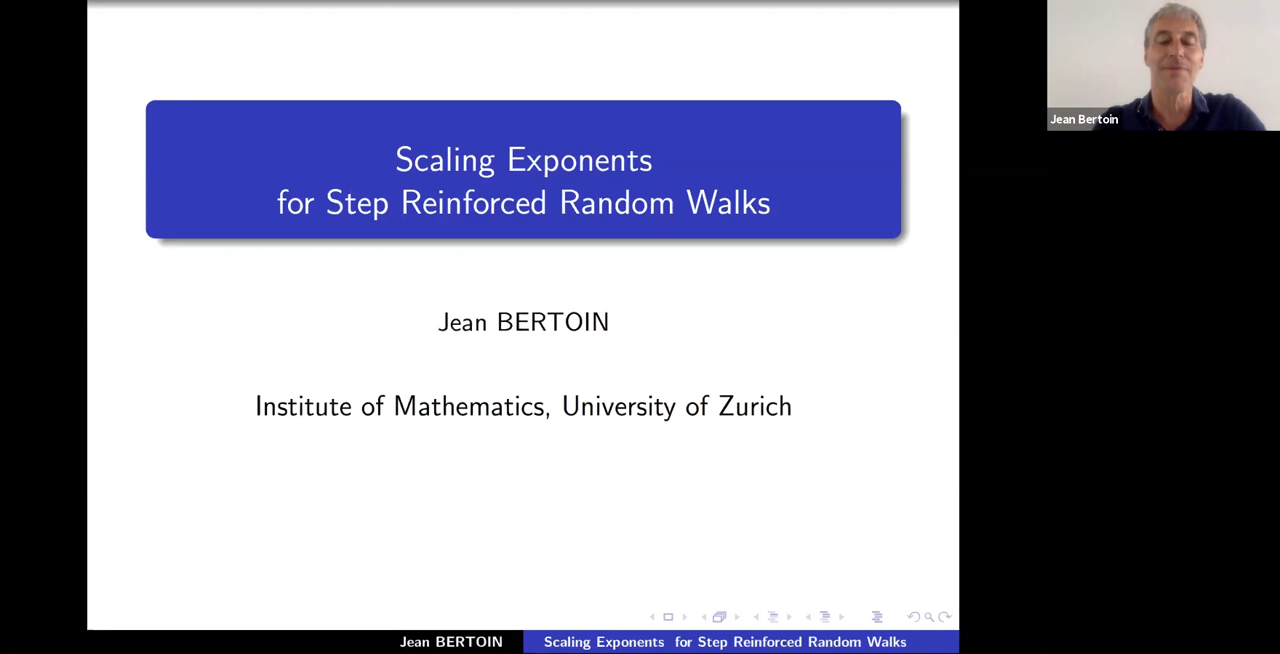 Scaling Exponents
for Step Reinforced Random Walks
Jean BERTOIN
Institute of Mathematics, University of Zurich
Jean BERTOIN
Scaling Exponents for Step Reinforced Random Walks
Jean Bertoin